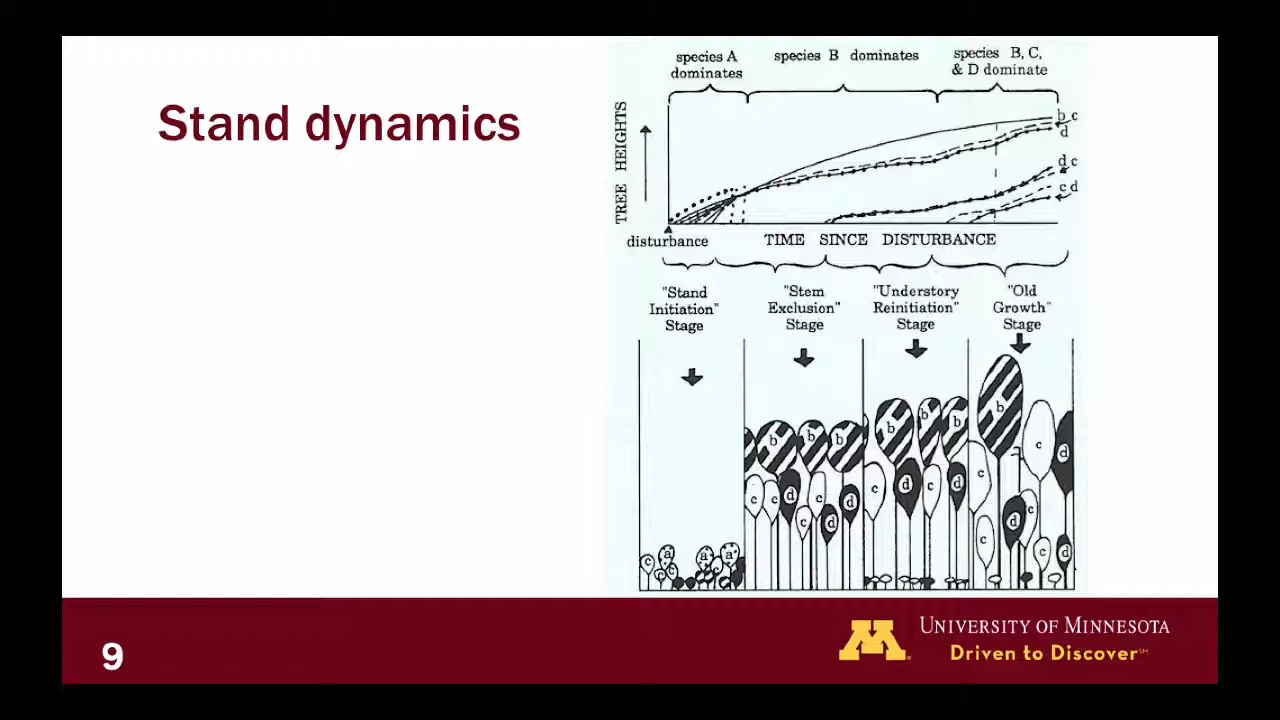 Stand dynamics
species A
dominates
species B dominates
species B, C,
& D dominate
TREE HEIGHTS
b c
d
d c
c d
disturbance
TIME SINCE DISTURBANCE
"Stand
Initiation"
Stage
"Stem
Exclusion"
Stage
"Understory
Reinitiation"
Stage
"Old
Growth"
Stage
b
b
b
b
b
b
b
c
c
d
c
c
d
d
c
d
c
d
c
c
d
c
d
c
c
d
c
a
c
c
a
a
9
UNIVERSITY OF MINNESOTA
Driven to Discover℠